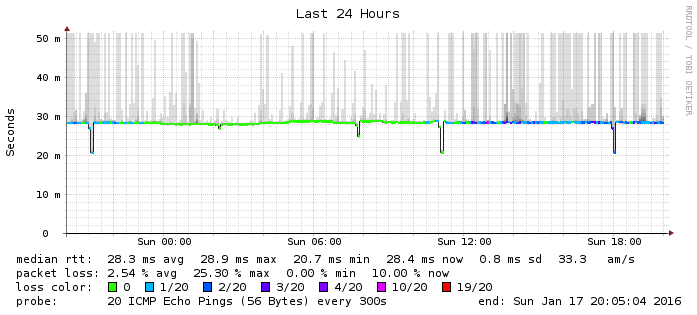 Last 24 Hours
RRDTOOL / TOBI OETIKER
Seconds
50 m
40 m
30 m
20 m
10 m
0
Sun 00:00 Sun 06:00 Sun 12:00 Sun 18:00
median rtt: 28.3 ms avg 28.9 ms max 20.7 ms min 28.4 ms now 0.8 ms sd 33.3 am/s
packet loss: 2.54 % avg 25.30 % max 0.00 % min 10.00 % now
loss color: 0 1/20 2/20 3/20 4/20 10/20 19/20
probe: 20 ICMP Echo Pings (56 Bytes) every 300s end: Sun Jan 17 20:05:04 2016